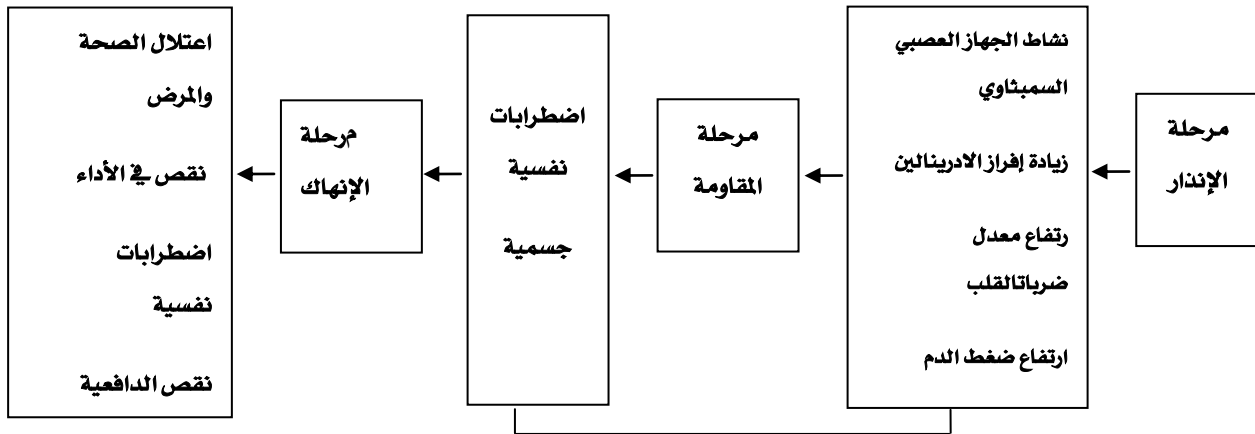 مرحلة
الإنذار
نشاط الجهاز العصبي
السمبثاوي
زيادة إفراز الادرينالين
رتفاع معدل
ضرباتالقلب
ارتفاع ضغط الدم
مرحلة
المقاومة
اضطرابات
نفسية
جسمية
مرحلة
الإنهاك
اعتلال الصحة
والمرض
نقص في الأداء
اضطرابات
نفسية
نقص الدافعية